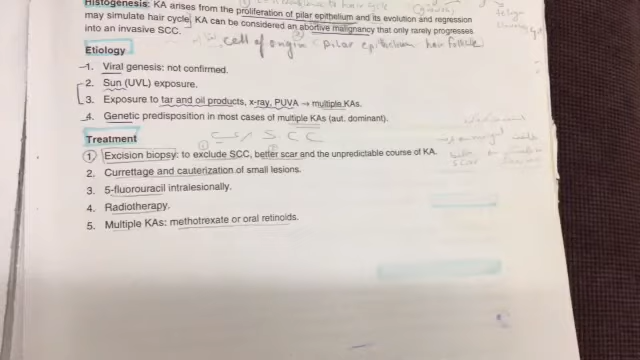 Histogenesis: KA arises from the proliferation of pilar epithelium and its evolution and regression
may simulate hair cycle. KA can be considered an abortive malignancy that only rarely progresses
into an invasive SCC.
cell of origin (pilar epithelium hair follicle
Etiology
1. Viral genesis: not confirmed.
2. Sun (UVL) exposure.
3. Exposure to tar and oil products, x-ray, PUVA → multiple KAs.
4. Genetic predisposition in most cases of multiple KAs (aut. dominant).
Treatment
SCC
1. Excision biopsy: to exclude SCC, better scar and the unpredictable course of KA.
2. Currettage and cauterization of small lesions.
3. 5-fluorouracil intralesionally.
4. Radiotherapy.
5. Multiple KAs: methotrexate or oral retinoids.